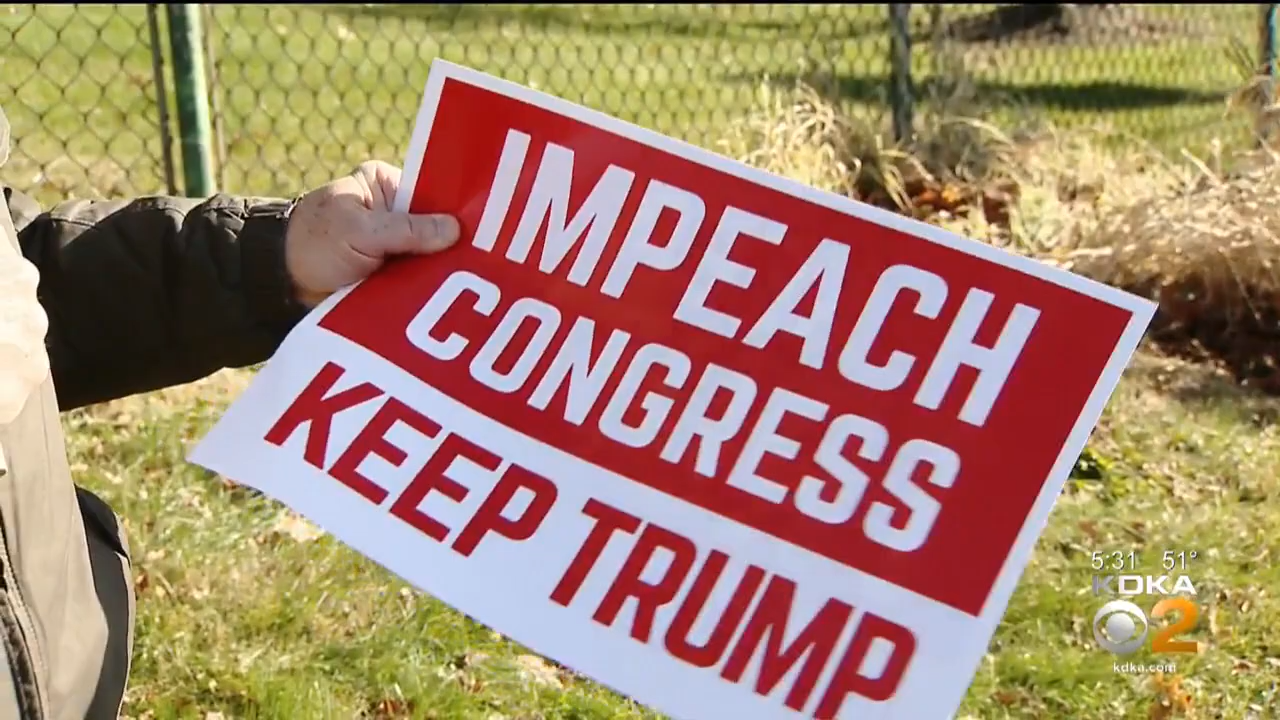 IMPEACH
CONGRESS
KEEP TRUMP
5:31 51°
KDKA
2
kdka.com